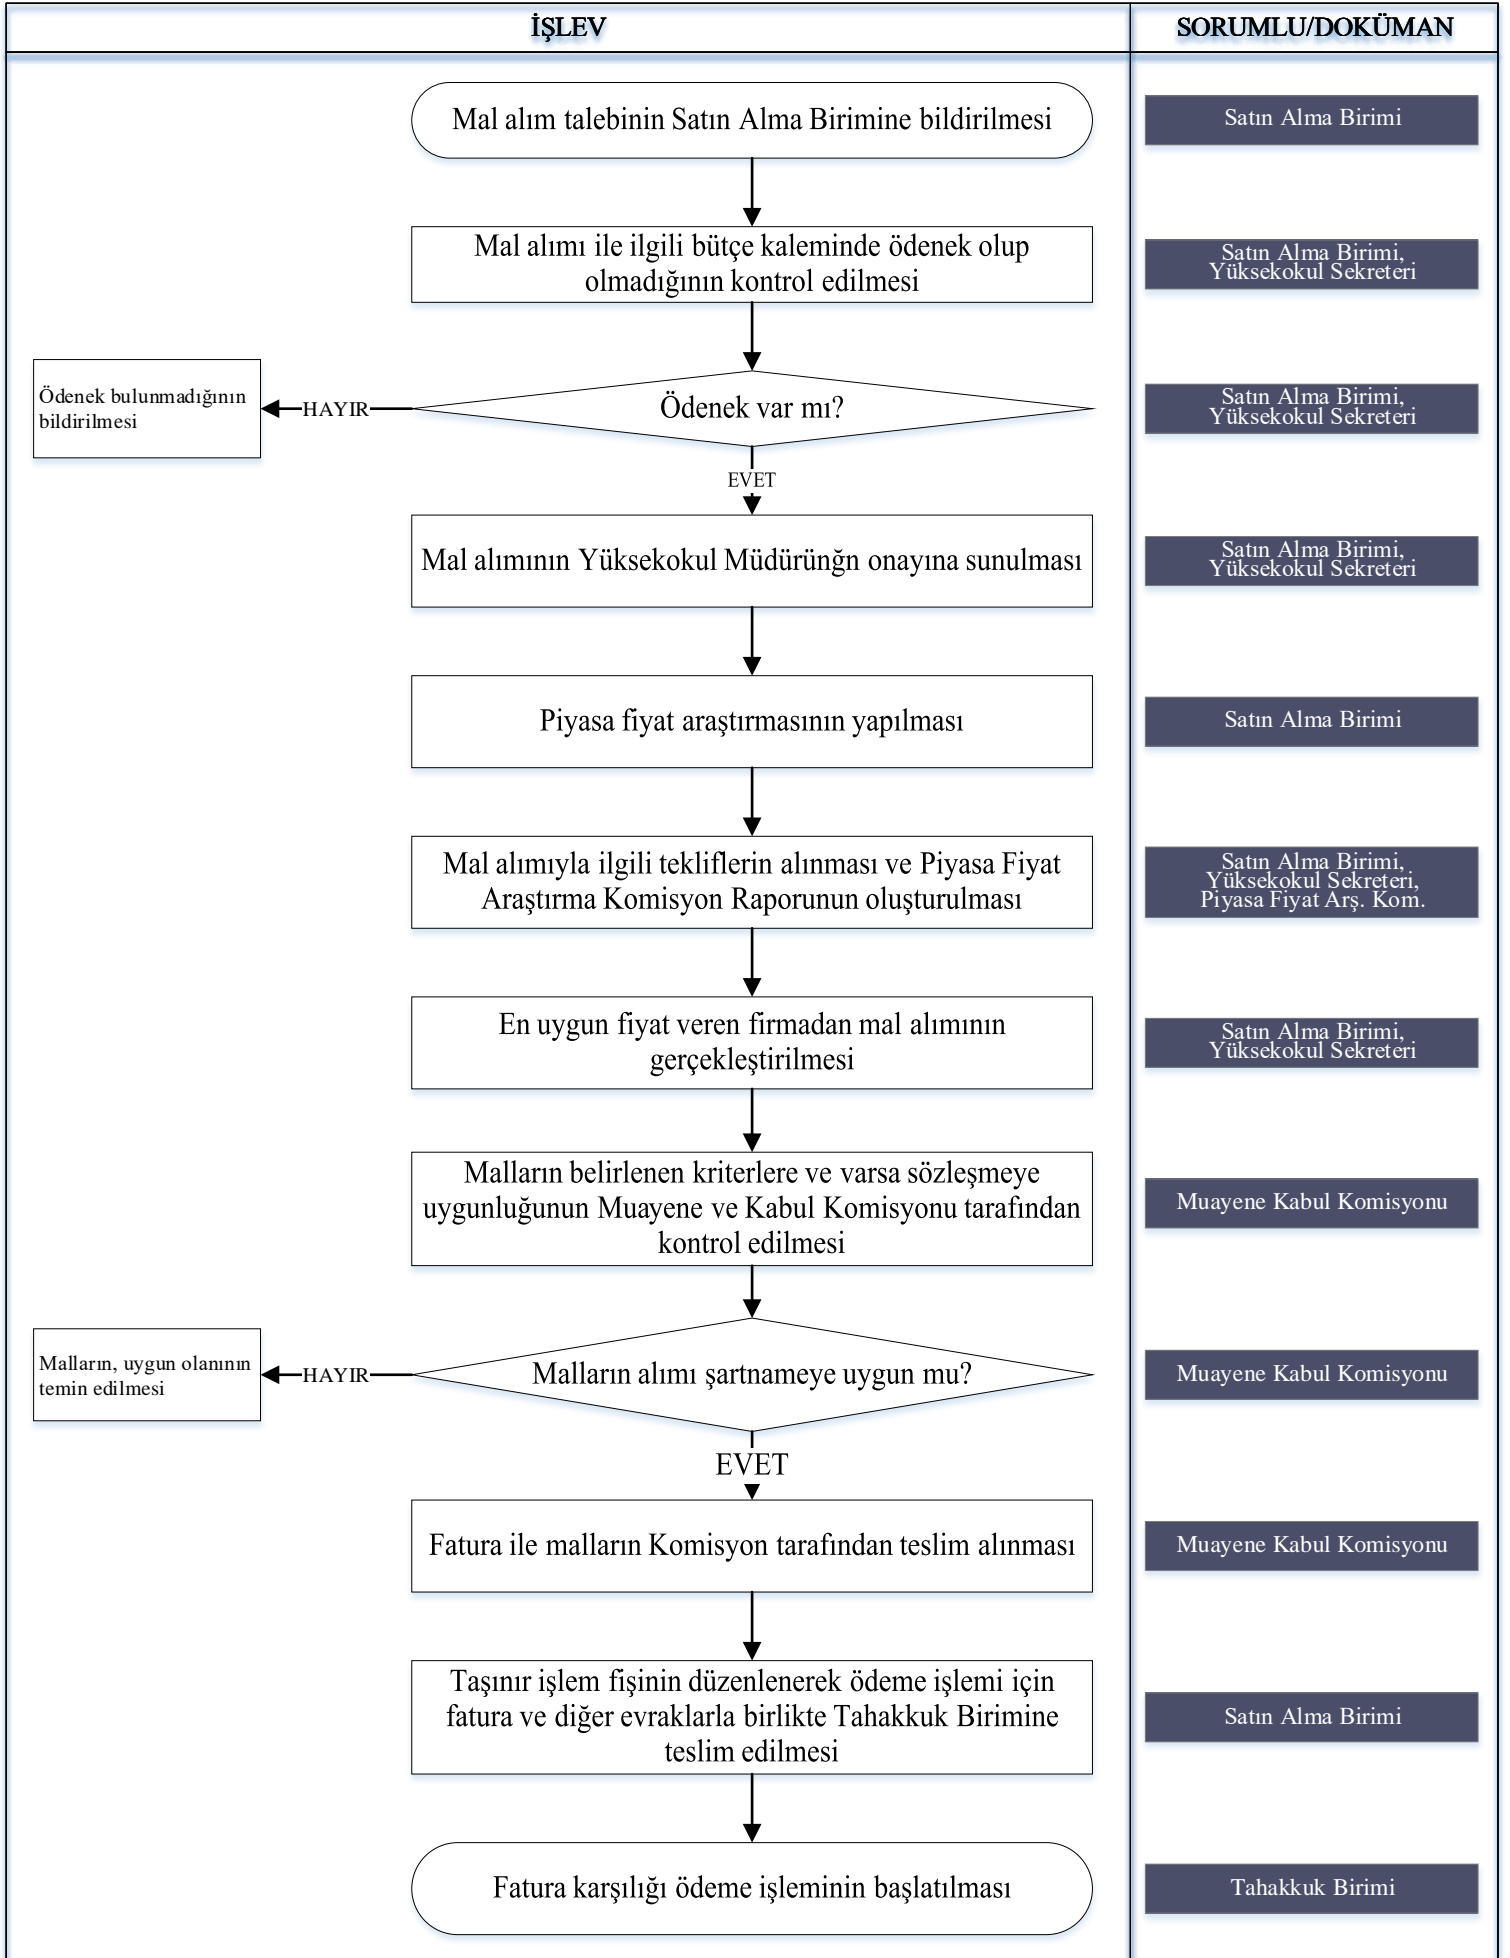 İŞLEV
SORUMLU/DOKÜMAN
Mal alım talebinin Satın Alma Birimine bildirilmesi
Satın Alma Birimi
Mal alımı ile ilgili bütçe kaleminde ödenek olup
olmadığının kontrol edilmesi
Satın Alma Birimi,
Yüksekokul Sekreteri
Ödenek bulunmadığının
bildirilmesi
HAYIR
Ödenek var mı?
Satın Alma Birimi,
Yüksekokul Sekreteri
EVET
Mal alımının Yüksekokul Müdürünğn onayına sunulması
Satın Alma Birimi,
Yüksekokul Sekreteri
Piyasa fiyat araştırmasının yapılması
Satın Alma Birimi
Mal alımıyla ilgili tekliflerin alınması ve Piyasa Fiyat
Araştırma Komisyon Raporunun oluşturulması
Satın Alma Birimi,
Yüksekokul Sekreteri,
Piyasa Fiyat Arş. Kom.
En uygun fiyat veren firmadan mal alımının
gerçekleştirilmesi
Satın Alma Birimi,
Yüksekokul Sekreteri
Malların belirlenen kriterlere ve varsa sözleşmeye
uygunluğunun Muayene ve Kabul Komisyonu tarafından
kontrol edilmesi
Muayene Kabul Komisyonu
Malların, uygun olanının
temin edilmesi
HAYIR
Malların alımı şartnameye uygun mu?
Muayene Kabul Komisyonu
EVET
Fatura ile malların Komisyon tarafından teslim alınması
Muayene Kabul Komisyonu
Taşınır işlem fişinin düzenlenerek ödeme işlemi için
fatura ve diğer evraklarla birlikte Tahakkuk Birimine
teslim edilmesi
Satın Alma Birimi
Fatura karşılığı ödeme işleminin başlatılması
Tahakkuk Birimi